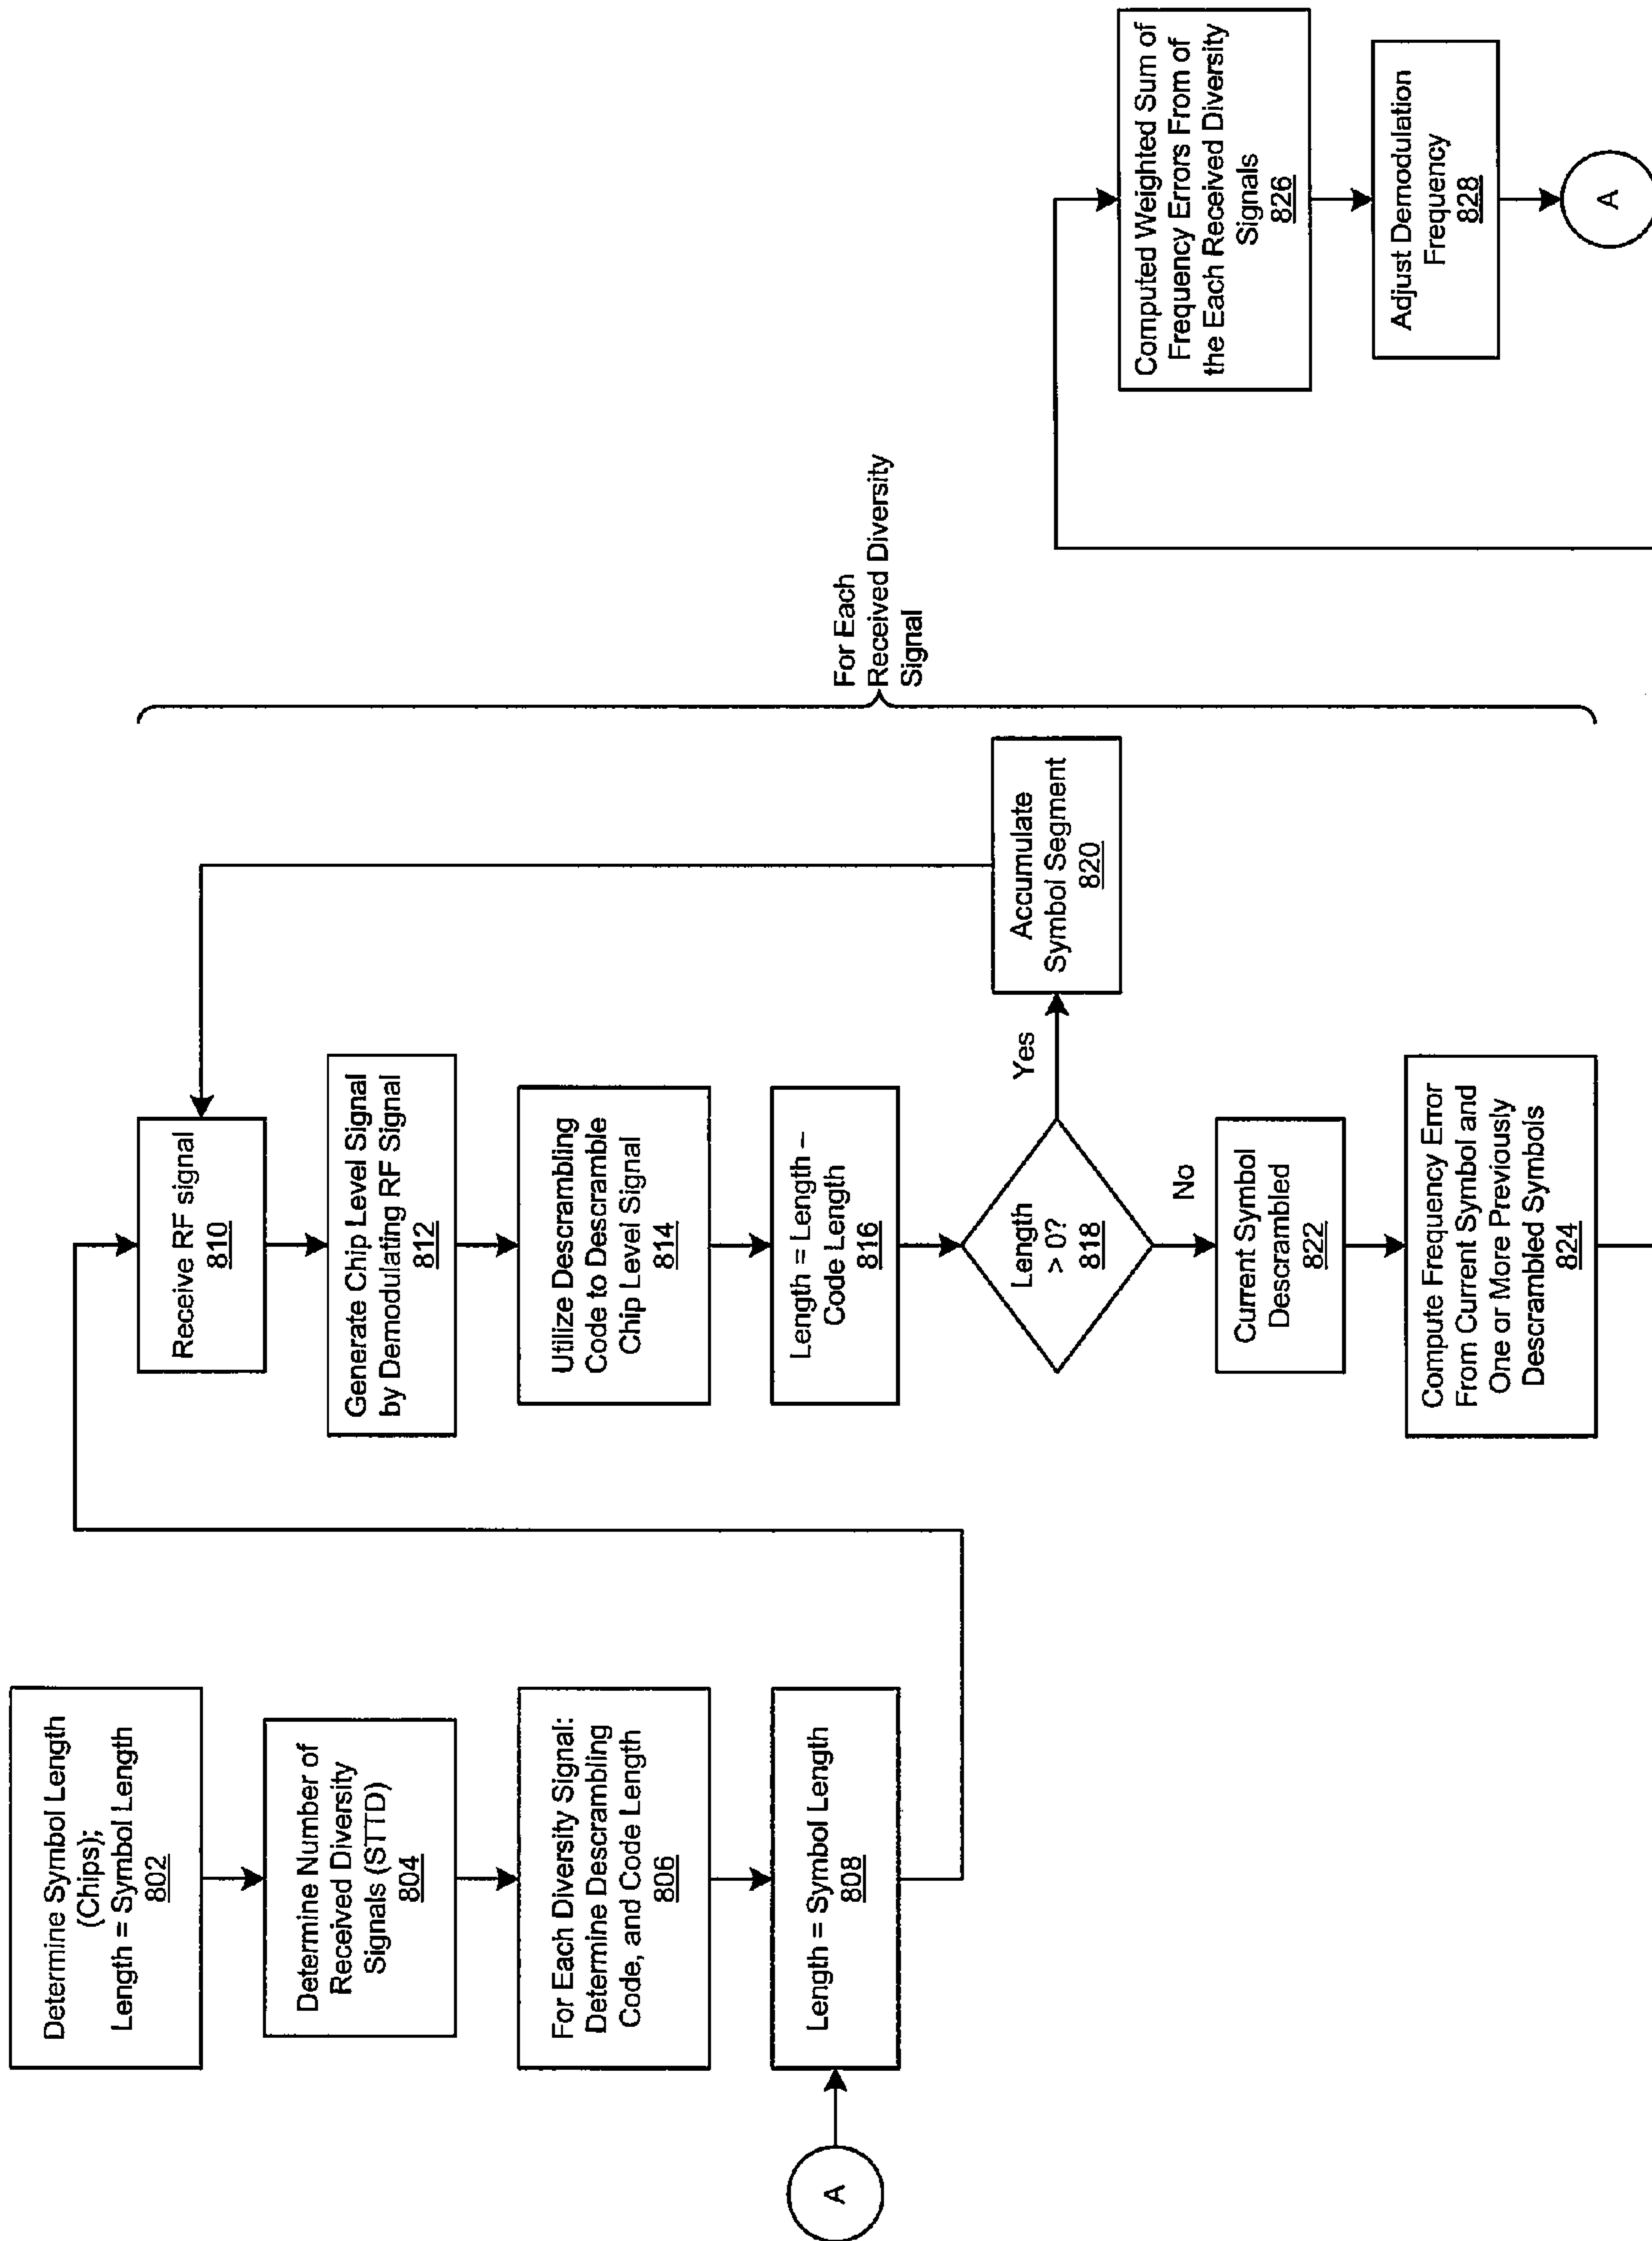 Determine Symbol Length
(Chips);
Length = Symbol Length
802
Determine Number of
Received Diversity
Signals (STTD)
804
For Each Diversity Signal:
Determine Descrambling
Code, and Code Length
806
Length = Symbol Length
808
A
Receive RF signal
810
Generate Chip Level Signal
by Demodulating RF Signal
812
Utilize Descrambling
Code to Descramble
Chip Level Signal
814
Length = Length –
Code Length
816
Length
> 0?
818
Yes
Accumulate
Symbol Segment
820
No
Current Symbol
Descrambled
822
Compute Frequency Error
From Current Symbol and
One or More Previously
Descrambled Symbols
824
For Each
Received Diversity
Signal
Computed Weighted Sum of
Frequency Errors From of
the Each Received Diversity
Signals
826
Adjust Demodulation
Frequency
828
A